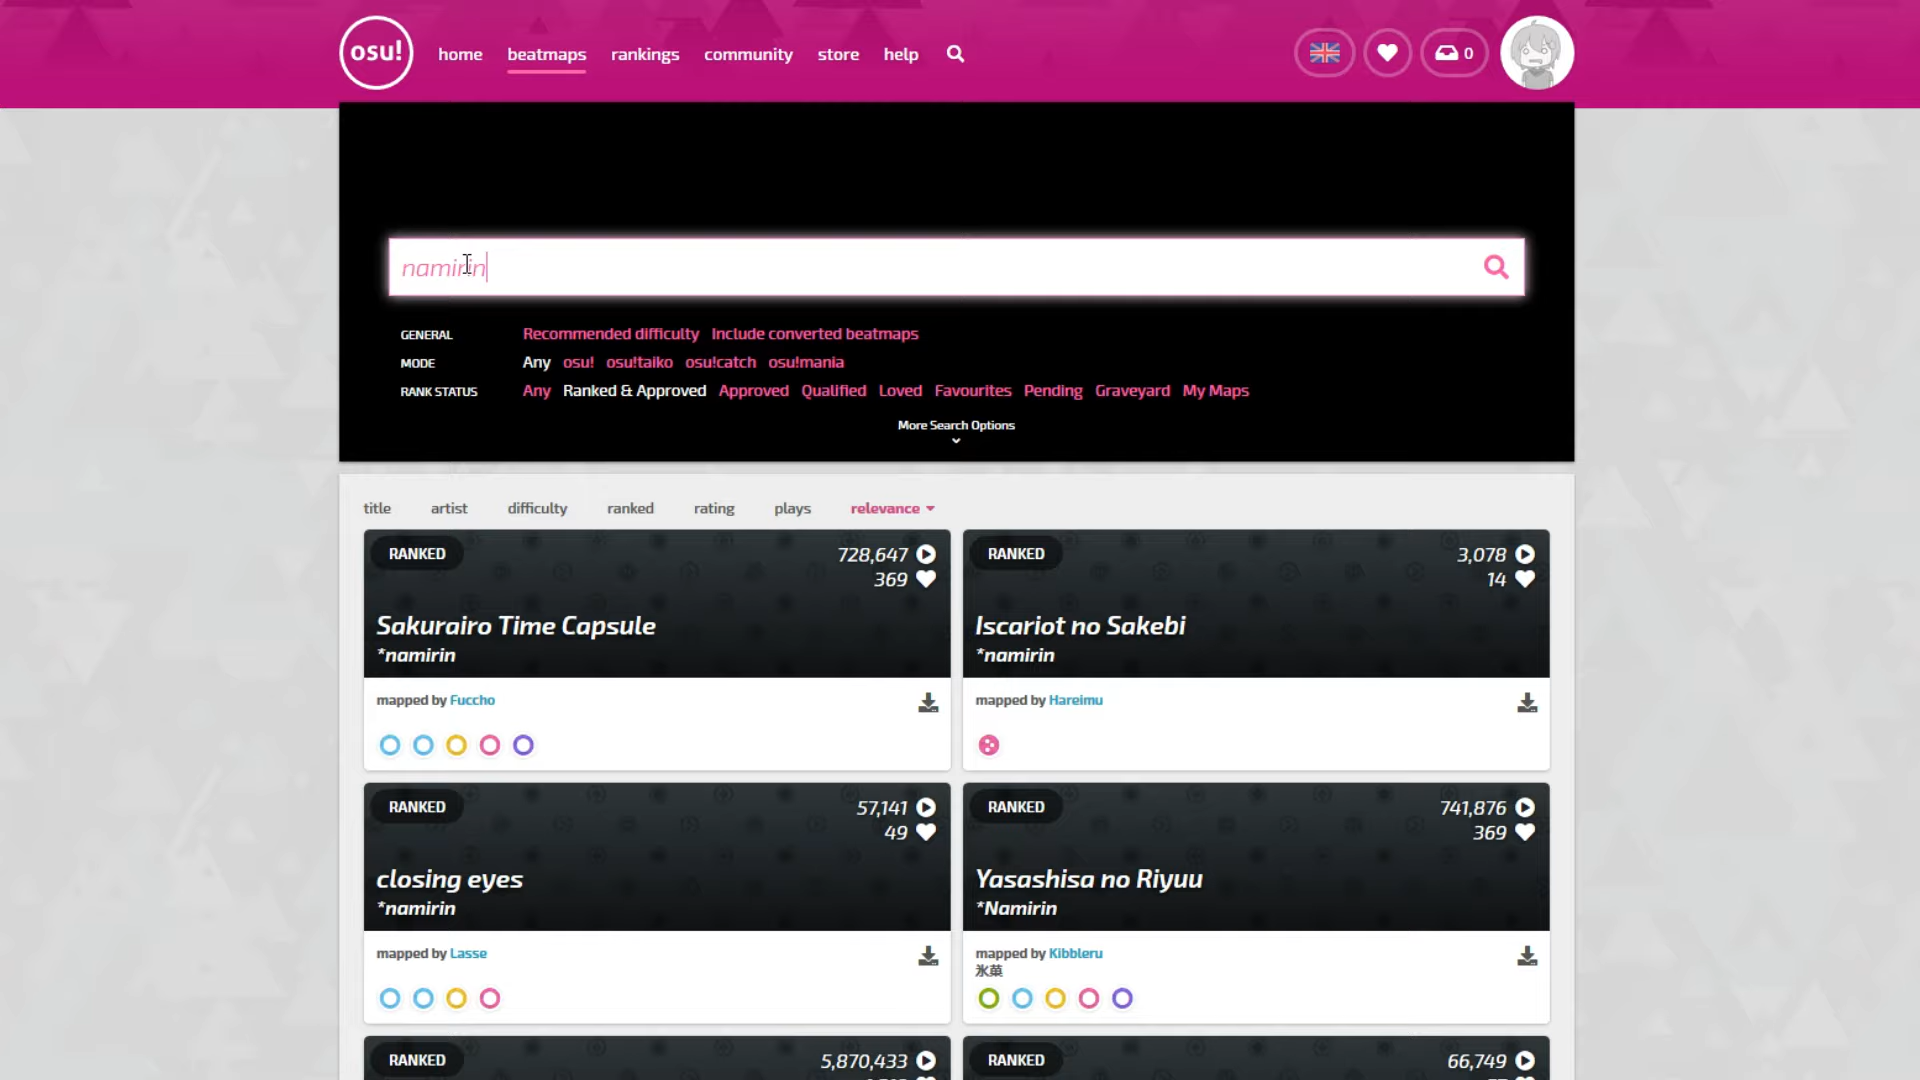 osu! home beatmaps rankings community store help 0
namirin
GENERAL Recommended difficulty Include converted beatmaps
MODE Any osu! osu!taiko osu!catch osu!mania
RANK STATUS Any Ranked & Approved Approved Qualified Loved Favourites Pending Graveyard My Maps
More Search Options
title artist difficulty ranked rating plays relevance
RANKED 728,647
369
Sakurairo Time Capsule
*namirin
mapped by Fuccho
RANKED 3,078
14
Iscariot no Sakebi
*namirin
mapped by Hareimu
RANKED 57,141
49
closing eyes
*namirin
mapped by Lasse
RANKED 741,876
369
Yasashisa no Riyuu
*Namirin
mapped by Kibbleru
氷菓
RANKED 5,870,433
RANKED 66,749